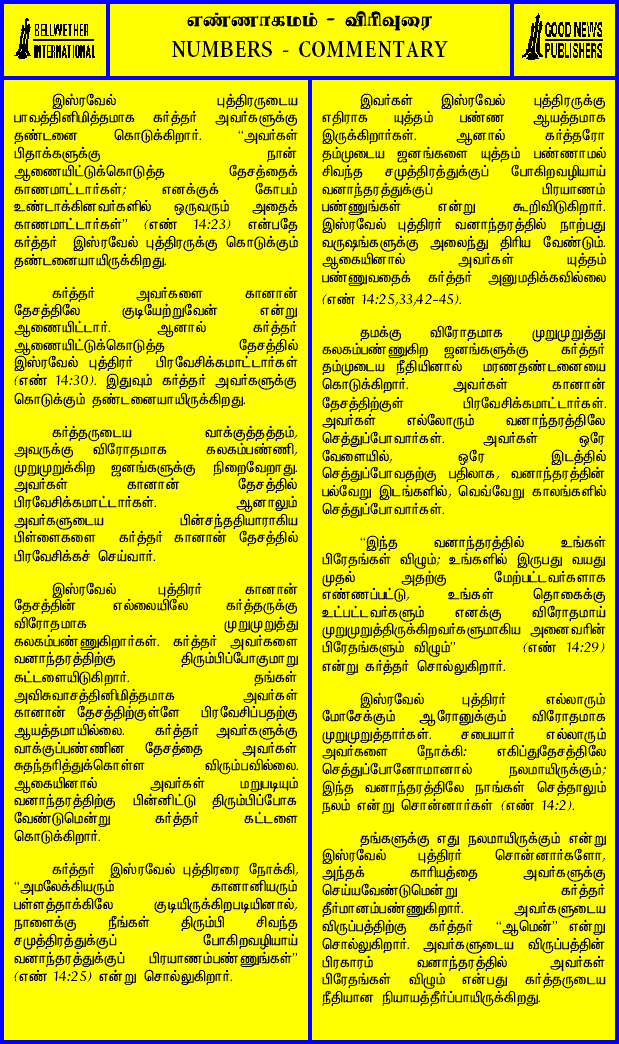 BELLWETHER
INTERNATIONAL
எண்ணாகமம் - விரிவுரை
NUMBERS - COMMENTARY
GOOD NEWS
PUBLISHERS
இஸ்ரவேல் புத்திரருடைய
பாவத்தினிமித்தமாக கர்த்தர் அவர்களுக்கு
தண்டனை கொடுக்கிறார். “அவர்கள்
பிதாக்களுக்கு நான்
ஆணையிட்டுக்கொடுத்த தேசத்தைக்
காணமாட்டார்கள்; எனக்குக் கோபம்
உண்டாக்கினவர்களில் ஒருவரும் அதைக்
காணமாட்டார்கள்” (எண் 14:23) என்பதே
கர்த்தர் இஸ்ரவேல் புத்திரருக்கு கொடுக்கும்
தண்டனையாயிருக்கிறது.
கர்த்தர் அவர்களை கானான்
தேசத்திலே குடியேற்றுவேன் என்று
ஆணையிட்டார். ஆனால் கர்த்தர்
ஆணையிட்டுக்கொடுத்த தேசத்தில்
இஸ்ரவேல் புத்திரர் பிரவேசிக்கமாட்டார்கள்
(எண் 14:30). இதுவும் கர்த்தர் அவர்களுக்கு
கொடுக்கும் தண்டனையாயிருக்கிறது.
கர்த்தருடைய வாக்குத்தத்தம்,
அவருக்கு விரோதமாக கலகம்பண்ணி,
முறுமுறுக்கிற ஜனங்களுக்கு நிறைவேறாது.
அவர்கள் கானான் தேசத்தில்
பிரவேசிக்கமாட்டார்கள். ஆனாலும்
அவர்களுடைய பின்சந்ததியாராகிய
பிள்ளைகளை கர்த்தர் கானான் தேசத்தில்
பிரவேசிக்கச் செய்வார்.
இஸ்ரவேல் புத்திரர் கானான்
தேசத்தின் எல்லையிலே கர்த்தருக்கு
விரோதமாக முறுமுறுத்து
கலகம்பண்ணுகிறார்கள். கர்த்தர் அவர்களை
வனாந்தரத்திற்கு திரும்பிப்போகுமாறு
கட்டளையிடுகிறார். தங்கள்
அவிசுவாசத்தினிமித்தமாக அவர்கள்
கானான் தேசத்திற்குள்ளே பிரவேசிப்பதற்கு
ஆயத்தமாயில்லை. கர்த்தர் அவர்களுக்கு
வாக்குப்பண்ணின தேசத்தை அவர்கள்
சுதந்தரித்துக்கொள்ள விரும்பவில்லை.
ஆகையினால் அவர்கள் மறுபடியும்
வனாந்தரத்திற்கு பின்னிட்டு திரும்பிப்போக
வேண்டுமென்று கர்த்தர் கட்டளை
கொடுக்கிறார்.
கர்த்தர் இஸ்ரவேல் புத்திரரை நோக்கி,
“அமலேக்கியரும் கானானியரும்
பள்ளத்தாக்கிலே குடியிருக்கிறபடியினால்,
நாளைக்கு நீங்கள் திரும்பி சிவந்த
சமுத்திரத்துக்குப் போகிறவழியாய்
வனாந்தரத்துக்குப் பிரயாணம்பண்ணுங்கள்”
(எண் 14:25) என்று சொல்லுகிறார்.
இவர்கள் இஸ்ரவேல் புத்திரருக்கு
எதிராக யுத்தம் பண்ண ஆயத்தமாக
இருக்கிறார்கள். ஆனால் கர்த்தரோ
தம்முடைய ஜனங்களை யுத்தம் பண்ணாமல்
சிவந்த சமுத்திரத்துக்குப் போகிறவழியாய்
வனாந்தரத்துக்குப் பிரயாணம்
பண்ணுங்கள் என்று கூறிவிடுகிறார்.
இஸ்ரவேல் புத்திரர் வனாந்தரத்தில் நாற்பது
வருஷங்களுக்கு அலைந்து திரிய வேண்டும்.
ஆகையினால் அவர்கள் யுத்தம்
பண்ணுவதைக் கர்த்தர் அனுமதிக்கவில்லை
(எண் 14:25,33,42-45).
தமக்கு விரோதமாக முறுமுறுத்து
கலகம்பண்ணுகிற ஜனங்களுக்கு கர்த்தர்
தம்முடைய நீதியினால் மரணதண்டனையை
கொடுக்கிறார். அவர்கள் கானான்
தேசத்திற்குள் பிரவேசிக்கமாட்டார்கள்.
அவர்கள் எல்லோரும் வனாந்தரத்திலே
செத்துப்போவார்கள். அவர்கள் ஒரே
வேளையில், ஒரே இடத்தில்
செத்துப்போவதற்கு பதிலாக, வனாந்தரத்தின்
பல்வேறு இடங்களில், வெவ்வேறு காலங்களில்
செத்துப்போவார்கள்.
“இந்த வனாந்தரத்தில் உங்கள்
பிரேதங்கள் விழும்; உங்களில் இருபது வயது
முதல் அதற்கு மேற்பட்டவர்களாக
எண்ணப்பட்டு, உங்கள் தொகைக்கு
உட்பட்டவர்களும் எனக்கு விரோதமாய்
முறுமுறுத்திருக்கிறவர்களுமாகிய அனைவரின்
பிரேதங்களும் விழும்” (எண் 14:29)
என்று கர்த்தர் சொல்லுகிறார்.
இஸ்ரவேல் புத்திரர் எல்லாரும்
மோசேக்கும் ஆரோனுக்கும் விரோதமாக
முறுமுறுத்தார்கள். சபையார் எல்லாரும்
அவர்களை நோக்கி: எகிப்துதேசத்திலே
செத்துப்போனோமானால் நலமாயிருக்கும்;
இந்த வனாந்தரத்திலே நாங்கள் செத்தாலும்
நலம் என்று சொன்னார்கள் (எண் 14:2).
தங்களுக்கு எது நலமாயிருக்கும் என்று
இஸ்ரவேல் புத்திரர் சொன்னார்களோ,
அந்தக் காரியத்தை அவர்களுக்கு
செய்யவேண்டுமென்று கர்த்தர்
தீர்மானம்பண்ணுகிறார். அவர்களுடைய
விருப்பத்திற்கு கர்த்தர் “ஆமென்” என்று
சொல்லுகிறார். அவர்களுடைய விருப்பத்தின்
பிரகாரம் வனாந்தரத்தில் அவர்கள்
பிரேதங்கள் விழும் என்பது கர்த்தருடைய
நீதியான நியாயத்தீர்ப்பாயிருக்கிறது.